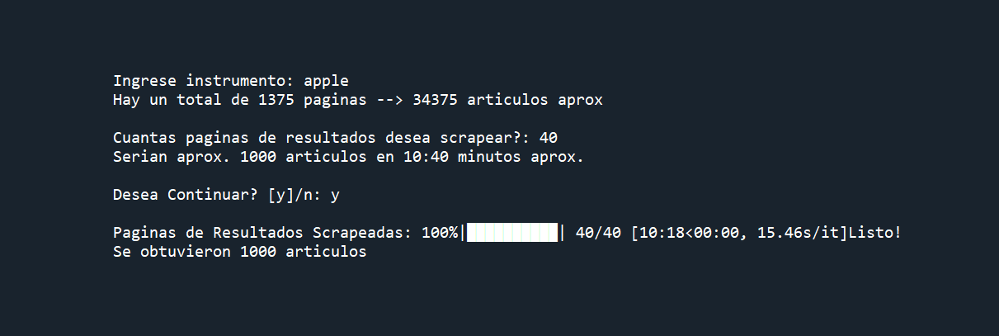 Ingrese instrumento: apple
Hay un total de 1375 paginas --> 34375 articulos aprox
Cuantas paginas de resultados desea scrapear?: 40
Serian aprox. 1000 articulos en 10:40 minutos aprox.
Desea Continuar? [y]/n: y
Paginas de Resultados Scrapeadas: 100%|██████████| 40/40 [10:18<00:00, 15.46s/it]Listo!
Se obtuvieron 1000 articulos